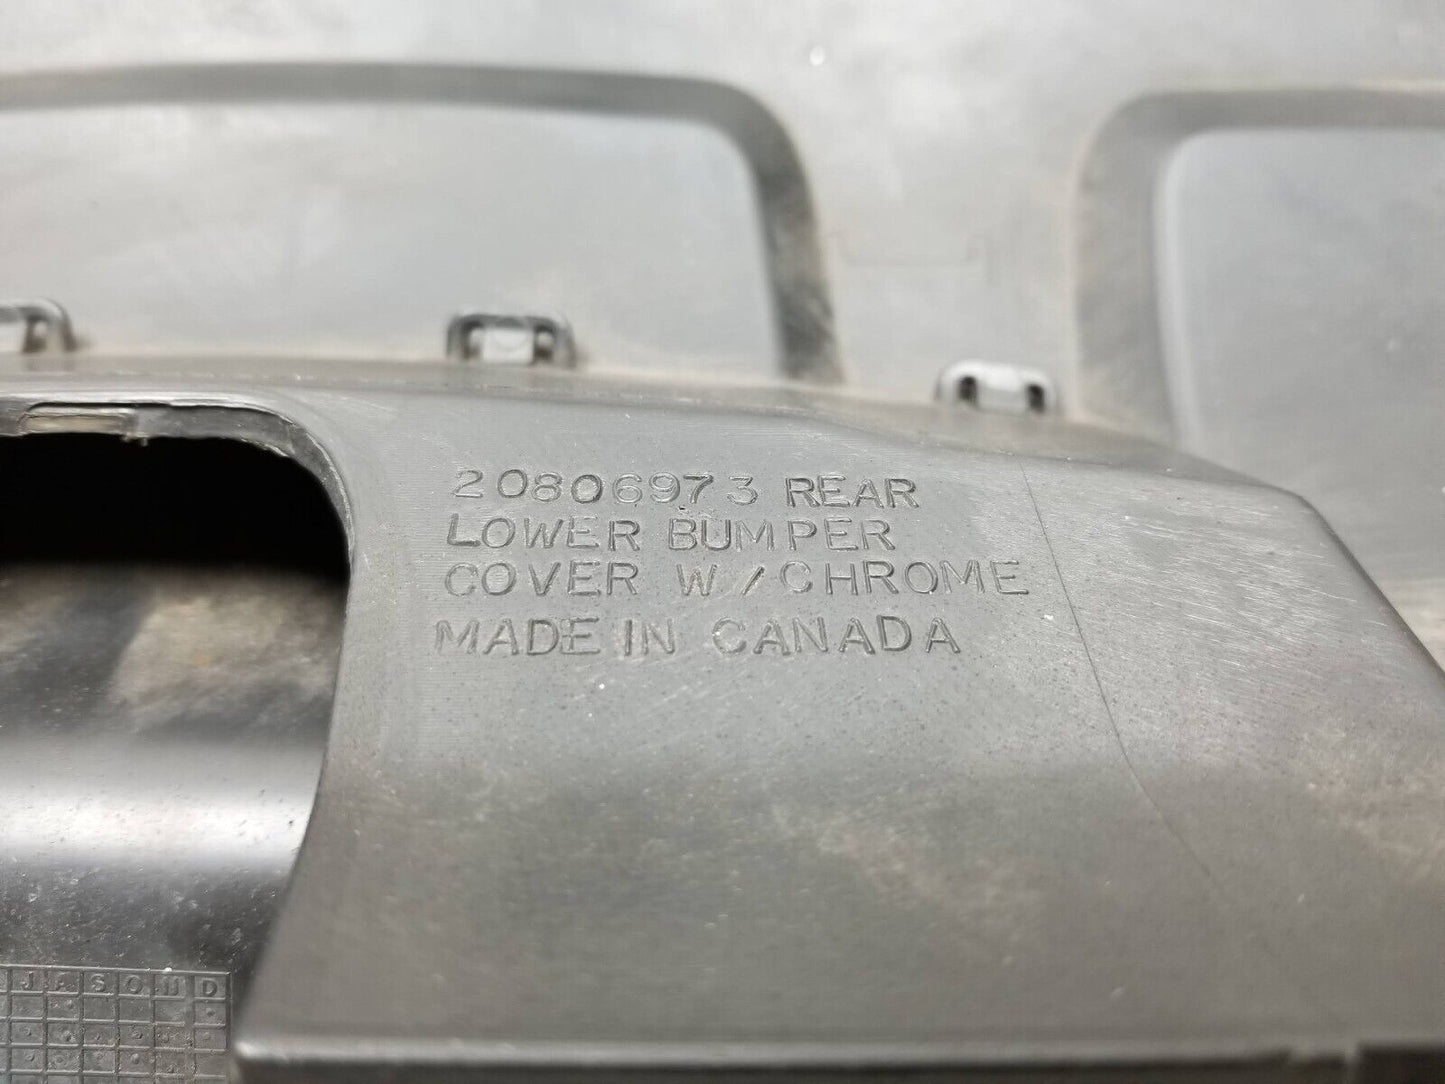 20806973 REAR
LOWER BUMPER
COVER W/CHROME
MADE IN CANADA
J A S O N D